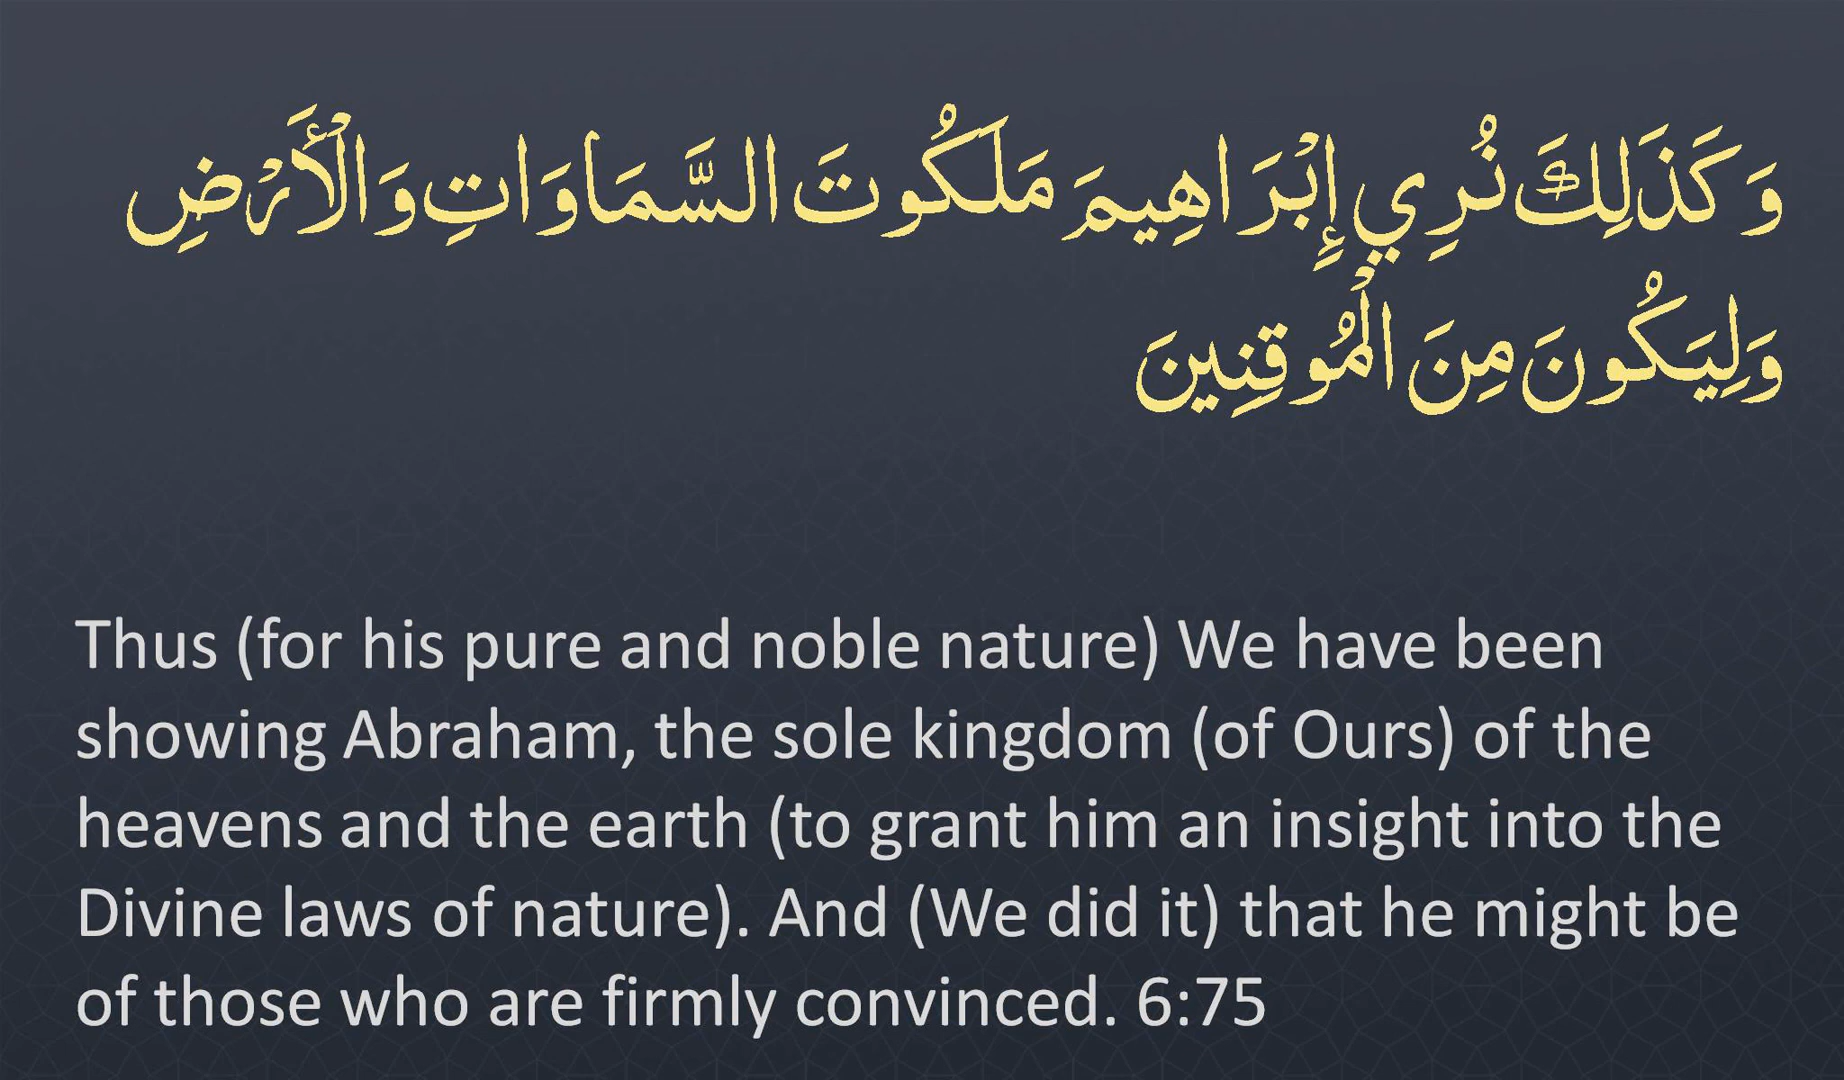 وَكَذَلِكَ نُرِي إِبْرَاهِيمَ مَلَكُوتَ السَّمَاوَاتِ وَالْأَرْضِ
وَلِيَكُونَ مِنَ الْمُوقِنِينَ
Thus (for his pure and noble nature) We have been
showing Abraham, the sole kingdom (of Ours) of the
heavens and the earth (to grant him an insight into the
Divine laws of nature). And (We did it) that he might be
of those who are firmly convinced. 6:75